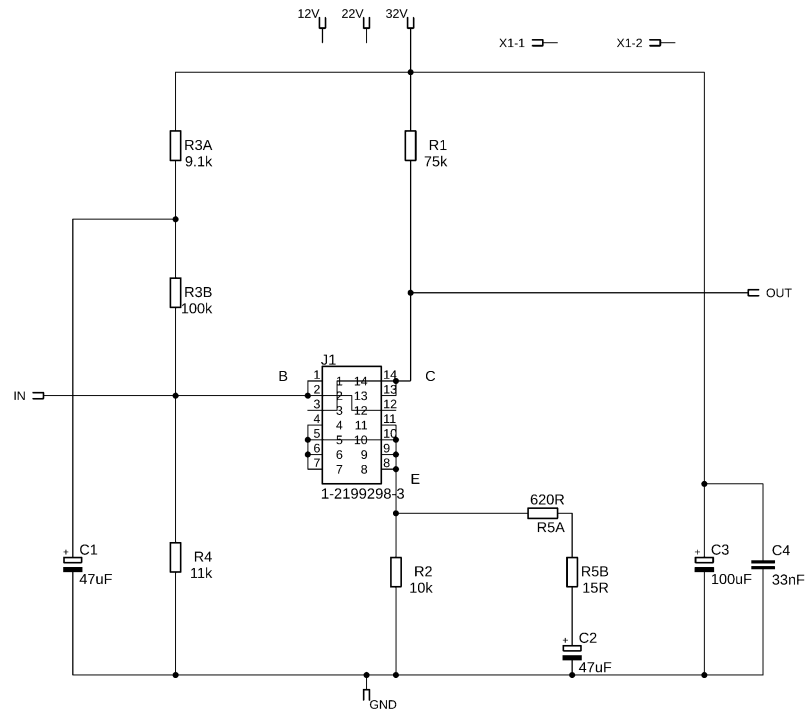 12V 22V 32V
X1-1 X1-2
R3A
9.1k
R1
75k
R3B
100k
OUT
J1
B
C
IN
1 1 14 14
2 2 13 13
3 3 12 12
4 4 11 11
5 5 10 10
6 6 9 9
7 7 8 8
E
1-2199298-3
620R
R5A
+ C1
47uF
R4
11k
R2
10k
R5B
15R
+ C3
100uF
C4
33nF
+ C2
47uF
GND